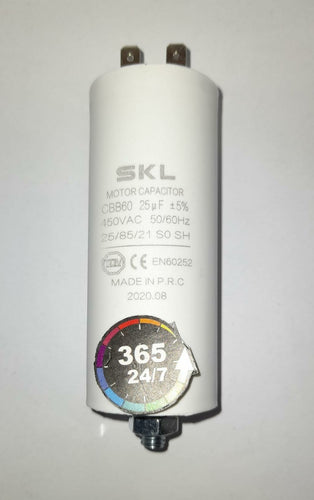 SKL
MOTOR CAPACITOR
CBB60 25µF ±5%
450VAC 50/60Hz
25/85/21 S0 SH
CE EN60252
MADE IN P.R.C
2020.08
365
24/7